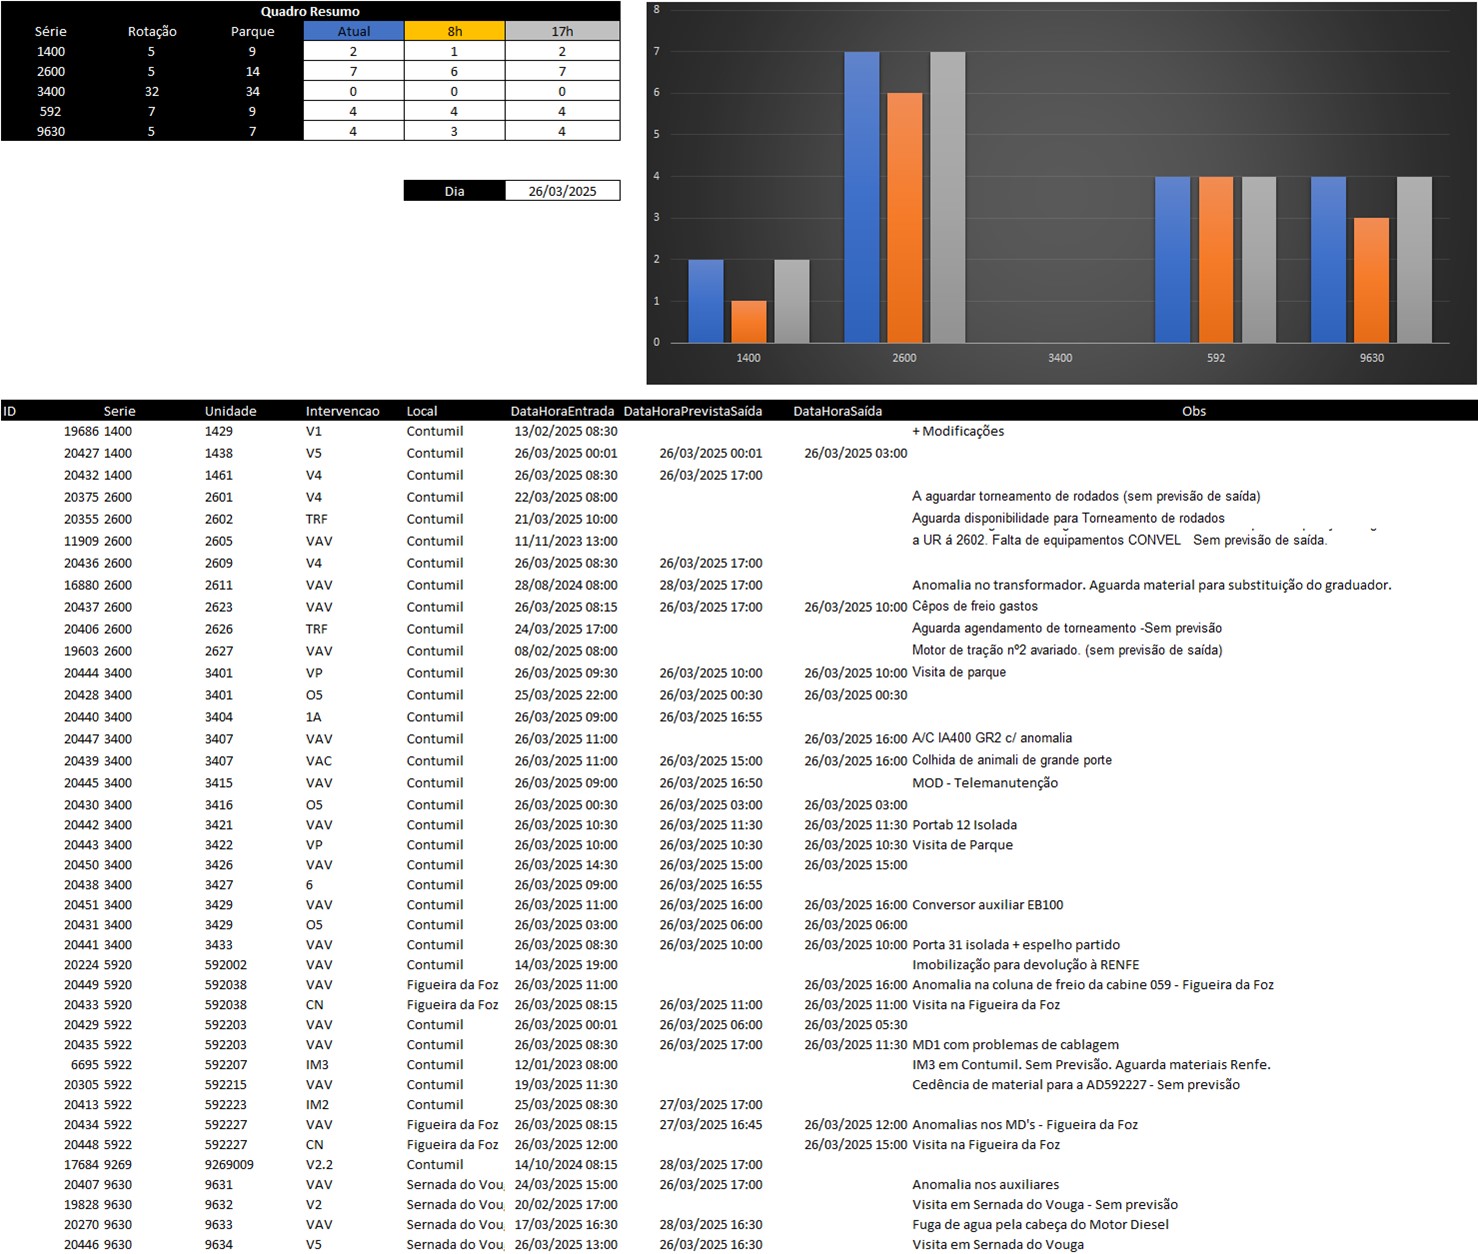 Quadro Resumo
Série Rotação Parque Atual 8h 17h
1400 5 9 2 1 2
2600 5 14 7 6 7
3400 32 34 0 0 0
592 7 9 4 4 4
9630 5 7 4 3 4
Dia 26/03/2025
8
7
6
5
4
3
2
1
0
1400 2600 3400 592 9630
ID Serie Unidade Intervencao Local DataHoraEntrada DataHoraPrevistaSaída DataHoraSaída Obs
19686 1400 1429 V1 Contumil 13/02/2025 08:30 + Modificações
20427 1400 1438 V5 Contumil 26/03/2025 00:01 26/03/2025 00:01 26/03/2025 03:00
20432 1400 1461 V4 Contumil 26/03/2025 08:30 26/03/2025 17:00
20375 2600 2601 V4 Contumil 22/03/2025 08:00 A aguardar torneamento de rodados (sem previsão de saída)
20355 2600 2602 TRF Contumil 21/03/2025 10:00 Aguarda disponibilidade para Torneamento de rodados
11909 2600 2605 VAV Contumil 11/11/2023 13:00 a UR á 2602. Falta de equipamentos CONVEL Sem previsão de saída.
20436 2600 2609 V4 Contumil 26/03/2025 08:30 26/03/2025 17:00
16880 2600 2611 VAV Contumil 28/08/2024 08:00 28/03/2025 17:00 Anomalia no transformador. Aguarda material para substituição do graduador.
20437 2600 2623 VAV Contumil 26/03/2025 08:15 26/03/2025 17:00 26/03/2025 10:00 Cêpos de freio gastos
20406 2600 2626 TRF Contumil 24/03/2025 17:00 Aguarda agendamento de torneamento -Sem previsão
19603 2600 2627 VAV Contumil 08/02/2025 08:00 Motor de tração nº2 avariado. (sem previsão de saída)
20444 3400 3401 VP Contumil 26/03/2025 09:30 26/03/2025 10:00 26/03/2025 10:00 Visita de parque
20428 3400 3401 O5 Contumil 25/03/2025 22:00 26/03/2025 00:30 26/03/2025 00:30
20440 3400 3404 1A Contumil 26/03/2025 09:00 26/03/2025 16:55
20447 3400 3407 VAV Contumil 26/03/2025 11:00 26/03/2025 16:00 A/C IA400 GR2 c/ anomalia
20439 3400 3407 VAC Contumil 26/03/2025 11:00 26/03/2025 15:00 26/03/2025 16:00 Colhida de animali de grande porte
20445 3400 3415 VAV Contumil 26/03/2025 09:00 26/03/2025 16:50 MOD - Telemanutenção
20430 3400 3416 O5 Contumil 26/03/2025 00:30 26/03/2025 03:00 26/03/2025 03:00
20442 3400 3421 VAV Contumil 26/03/2025 10:30 26/03/2025 11:30 26/03/2025 11:30 Portab 12 Isolada
20443 3400 3422 VP Contumil 26/03/2025 10:00 26/03/2025 10:30 26/03/2025 10:30 Visita de Parque
20450 3400 3426 VAV Contumil 26/03/2025 14:30 26/03/2025 15:00 26/03/2025 15:00
20438 3400 3427 6 Contumil 26/03/2025 09:00 26/03/2025 16:55
20451 3400 3429 VAV Contumil 26/03/2025 11:00 26/03/2025 16:00 26/03/2025 16:00 Conversor auxiliar EB100
20431 3400 3429 O5 Contumil 26/03/2025 03:00 26/03/2025 06:00 26/03/2025 06:00
20441 3400 3433 VAV Contumil 26/03/2025 08:30 26/03/2025 10:00 26/03/2025 10:00 Porta 31 isolada + espelho partido
20224 5920 592002 VAV Contumil 14/03/2025 19:00 Imobilização para devolução à RENFE
20449 5920 592038 VAV Figueira da Foz 26/03/2025 11:00 26/03/2025 16:00 Anomalia na coluna de freio da cabine 059 - Figueira da Foz
20433 5920 592038 CN Figueira da Foz 26/03/2025 08:15 26/03/2025 11:00 26/03/2025 11:00 Visita na Figueira da Foz
20429 5922 592203 VAV Contumil 26/03/2025 00:01 26/03/2025 06:00 26/03/2025 05:30
20435 5922 592203 VAV Contumil 26/03/2025 08:30 26/03/2025 17:00 26/03/2025 11:30 MD1 com problemas de cablagem
6695 5922 592207 IM3 Contumil 12/01/2023 08:00 IM3 em Contumil. Sem Previsão. Aguarda materiais Renfe.
20305 5922 592215 VAV Contumil 19/03/2025 11:30 Cedência de material para a AD592227 - Sem previsão
20413 5922 592223 IM2 Contumil 25/03/2025 08:30 27/03/2025 17:00
20434 5922 592227 VAV Figueira da Foz 26/03/2025 08:15 27/03/2025 16:45 26/03/2025 12:00 Anomalias nos MD's - Figueira da Foz
20448 5922 592227 CN Figueira da Foz 26/03/2025 12:00 26/03/2025 15:00 Visita na Figueira da Foz
17684 9269 9269009 V2.2 Contumil 14/10/2024 08:15 28/03/2025 17:00
20407 9630 9631 VAV Sernada do Vou 24/03/2025 15:00 26/03/2025 17:00 Anomalia nos auxiliares
19828 9630 9632 V2 Sernada do Vou 20/02/2025 17:00 Visita em Sernada do Vouga - Sem previsão
20270 9630 9633 VAV Sernada do Vou 17/03/2025 16:30 28/03/2025 16:30 Fuga de agua pela cabeça do Motor Diesel
20446 9630 9634 V5 Sernada do Vou 26/03/2025 13:00 26/03/2025 16:30 Visita em Sernada do Vouga